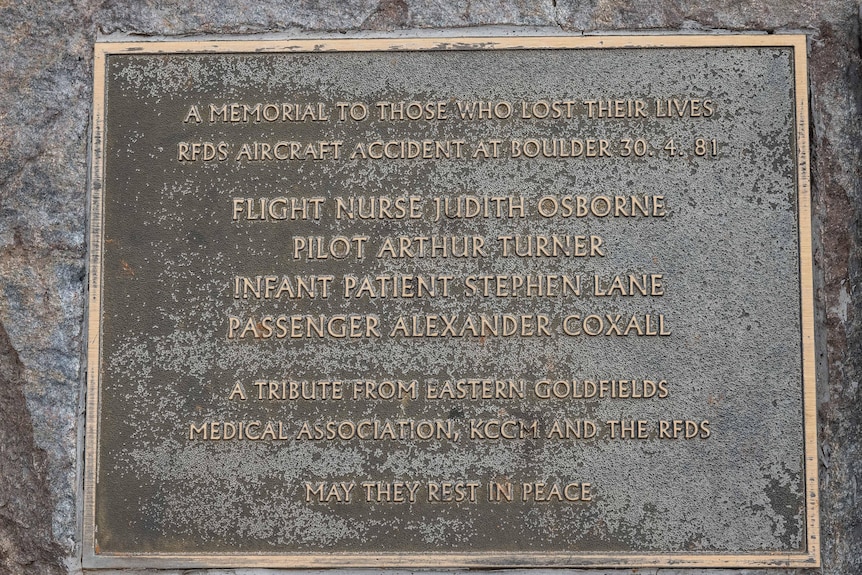 A MEMORIAL TO THOSE WHO LOST THEIR LIVES
RFDS AIRCRAFT ACCIDENT AT BOULDER 30. 4. 81
FLIGHT NURSE JUDITH OSBORNE
PILOT ARTHUR TURNER
INFANT PATIENT STEPHEN LANE
PASSENGER ALEXANDER COXALL
A TRIBUTE FROM EASTERN GOLDFIELDS
MEDICAL ASSOCIATION, KCGM AND THE RFDS
MAY THEY REST IN PEACE